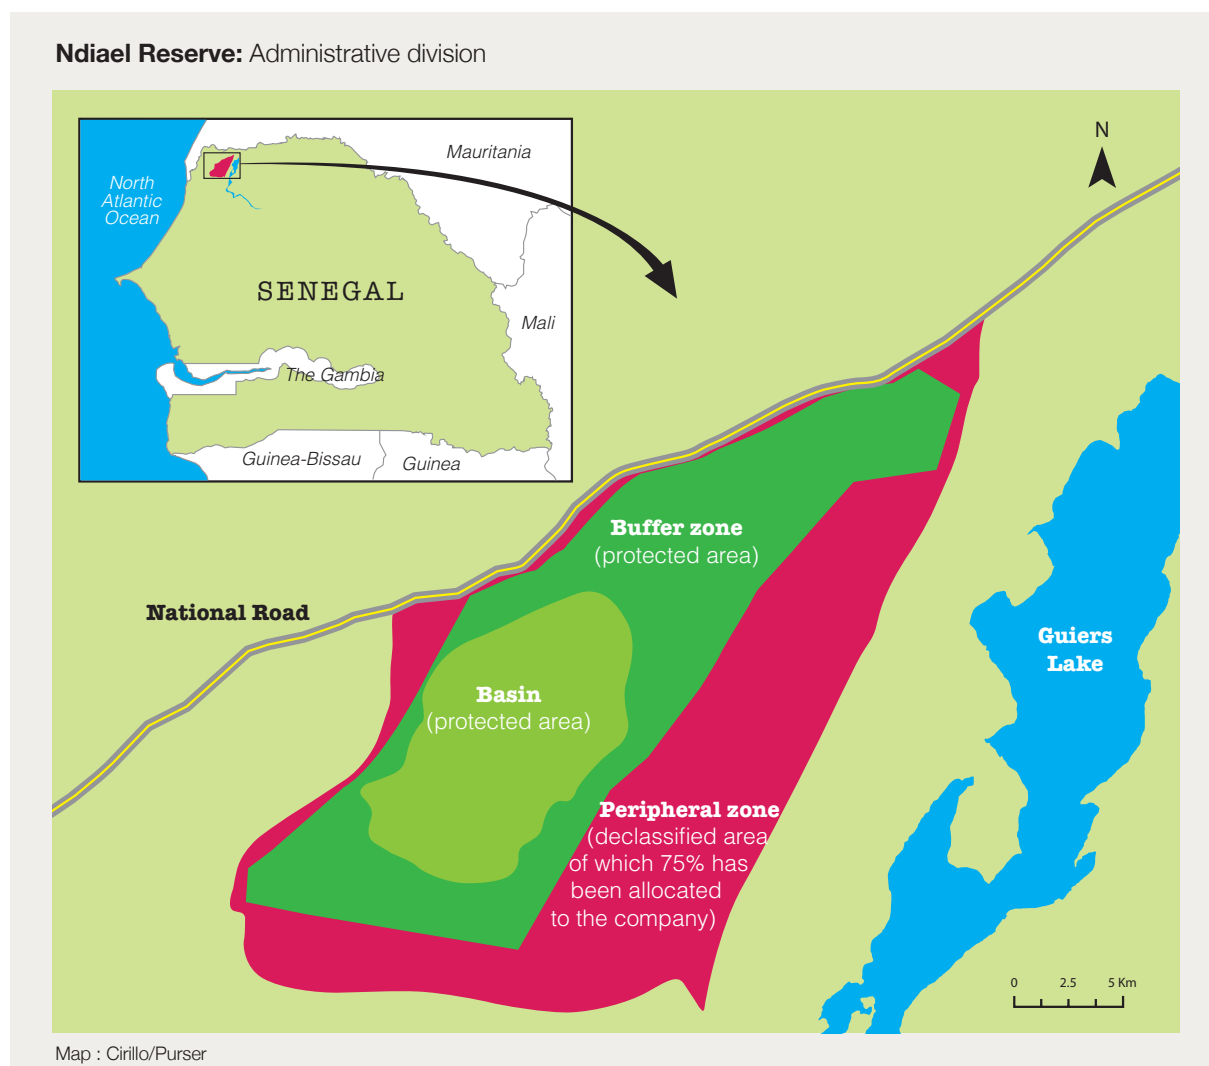 Ndiael Reserve: Administrative division
N
Mauritania
North
Atlantic
Ocean
SENEGAL
Mali
The Gambia
Guinea-Bissau
Guinea
Buffer zone
(protected area)
National Road
Guiers
Lake
Basin
(protected area)
Peripheral zone
(declassified area
of which 75% has
been allocated
to the company)
0 2.5 5 Km
Map : Cirillo/Purser